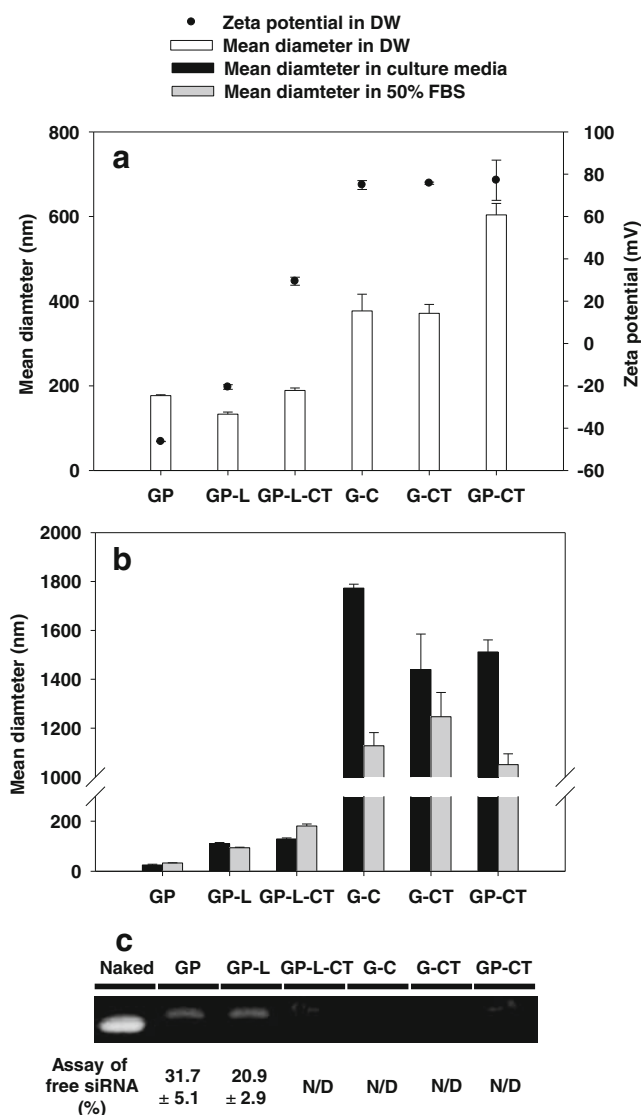 Zeta potential in DW
Mean diameter in DW
Mean diamteter in culture media
Mean diamteter in 50% FBS
a
800
600
400
200
0
Mean diamteter (nm)
100
80
60
40
20
0
-20
-40
-60
Zeta potential (mV)
GP GP-L GP-L-CT G-C G-CT GP-CT
b
2000
1800
1600
1400
1200
1000
200
0
Mean diamteter (nm)
GP GP-L GP-L-CT G-C G-CT GP-CT
c
Naked GP GP-L GP-L-CT G-C G-CT GP-CT
Assay of free siRNA (%)
31.7 ± 5.1
20.9 ± 2.9
N/D N/D N/D N/D